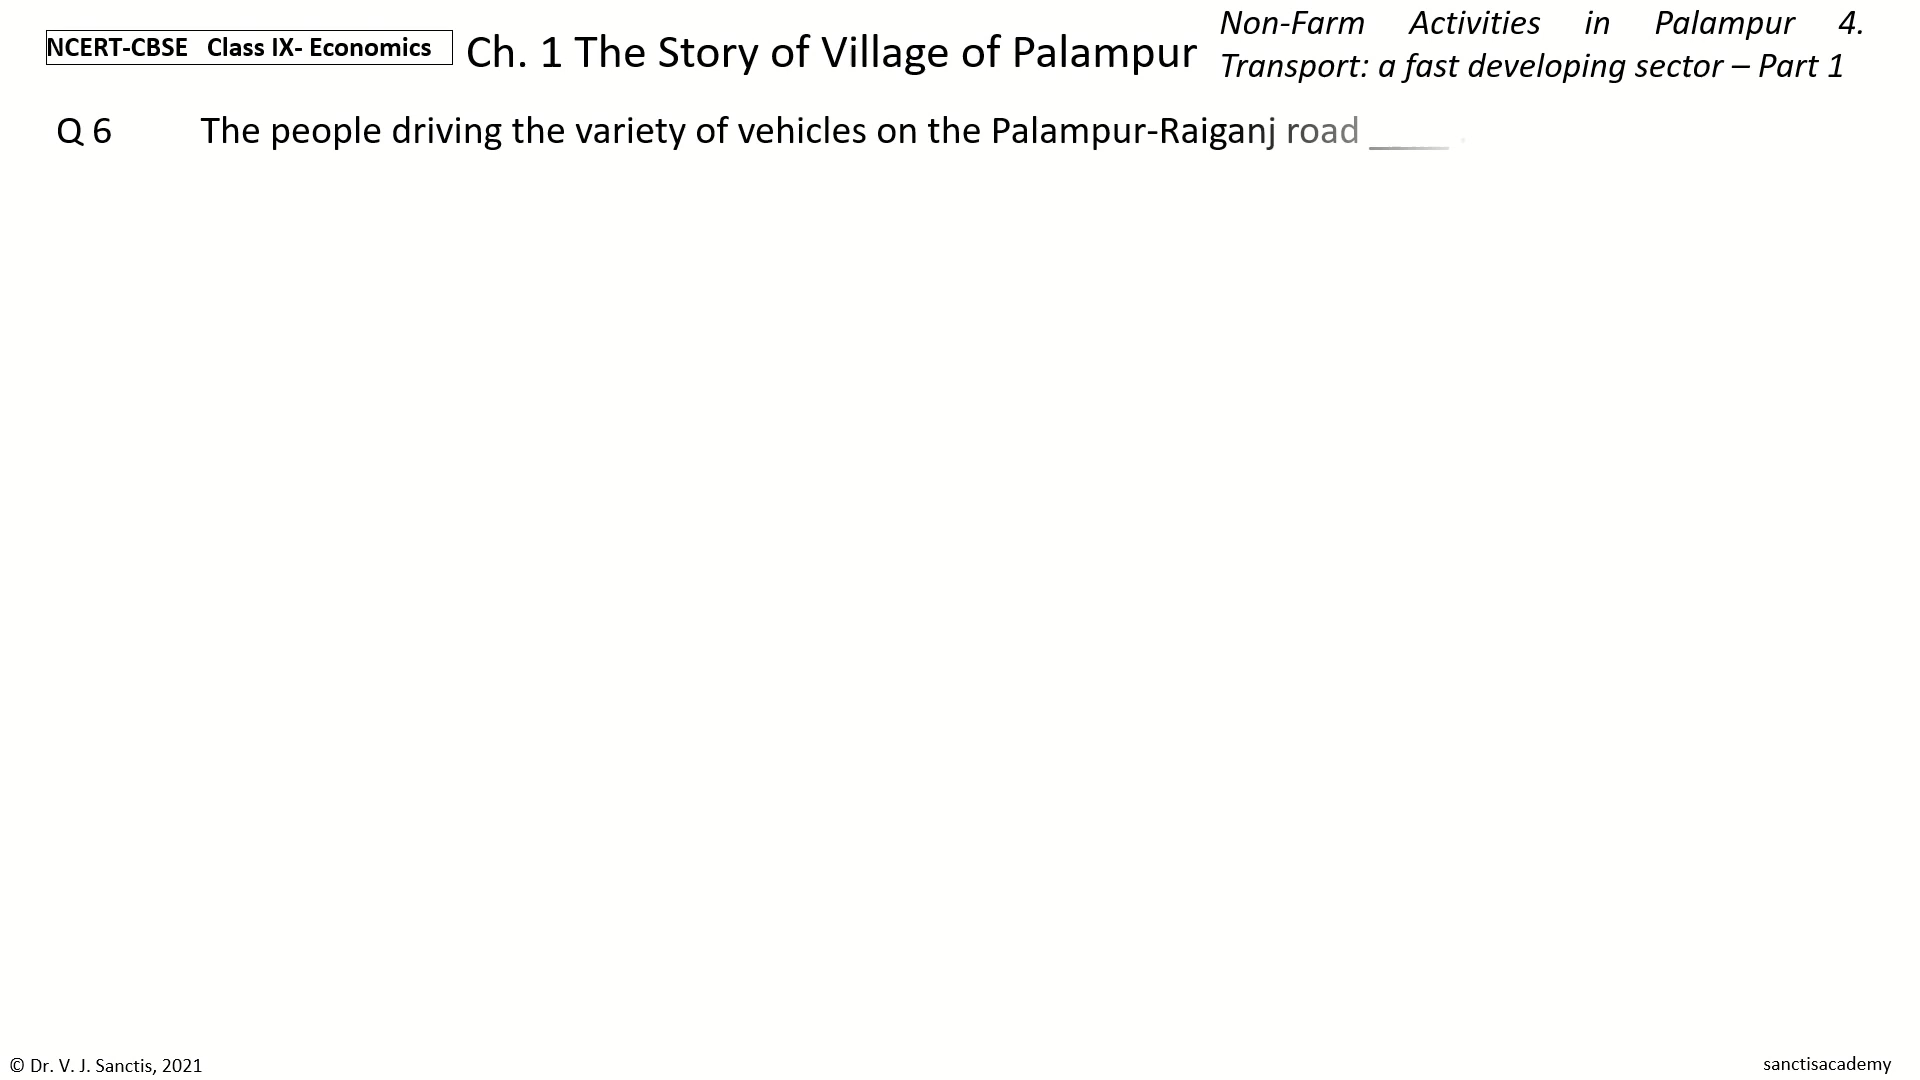 NCERT-CBSE Class IX- Economics
Ch. 1 The Story of Village of Palampur
Non-Farm Activities in Palampur 4.
Transport: a fast developing sector – Part 1
Q 6 The people driving the variety of vehicles on the Palampur-Raiganj road _____ .
© Dr. V. J. Sanctis, 2021
sanctisacademy